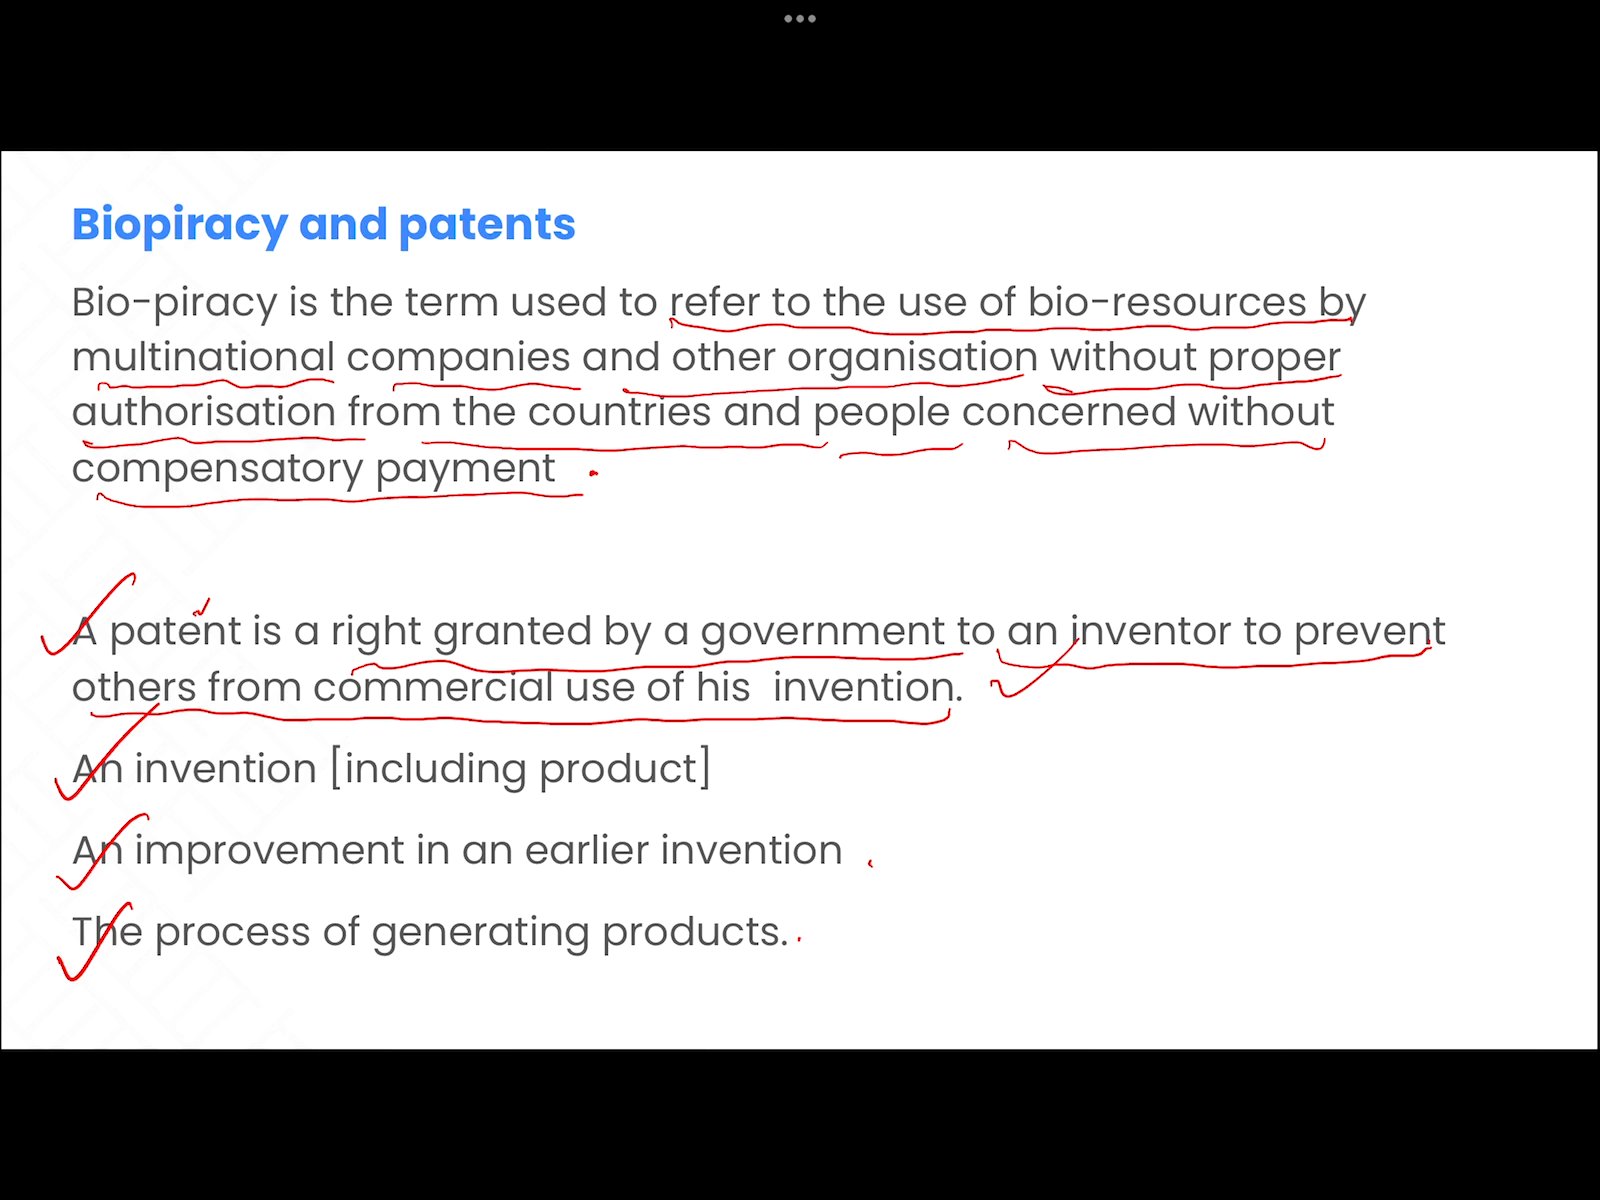 Biopiracy and patents
Bio-piracy is the term used to refer to the use of bio-resources by
multinational companies and other organisation without proper
authorisation from the countries and people concerned without
compensatory payment
A patent is a right granted by a government to an inventor to prevent
others from commercial use of his invention.
An invention [including product]
An improvement in an earlier invention
The process of generating products.